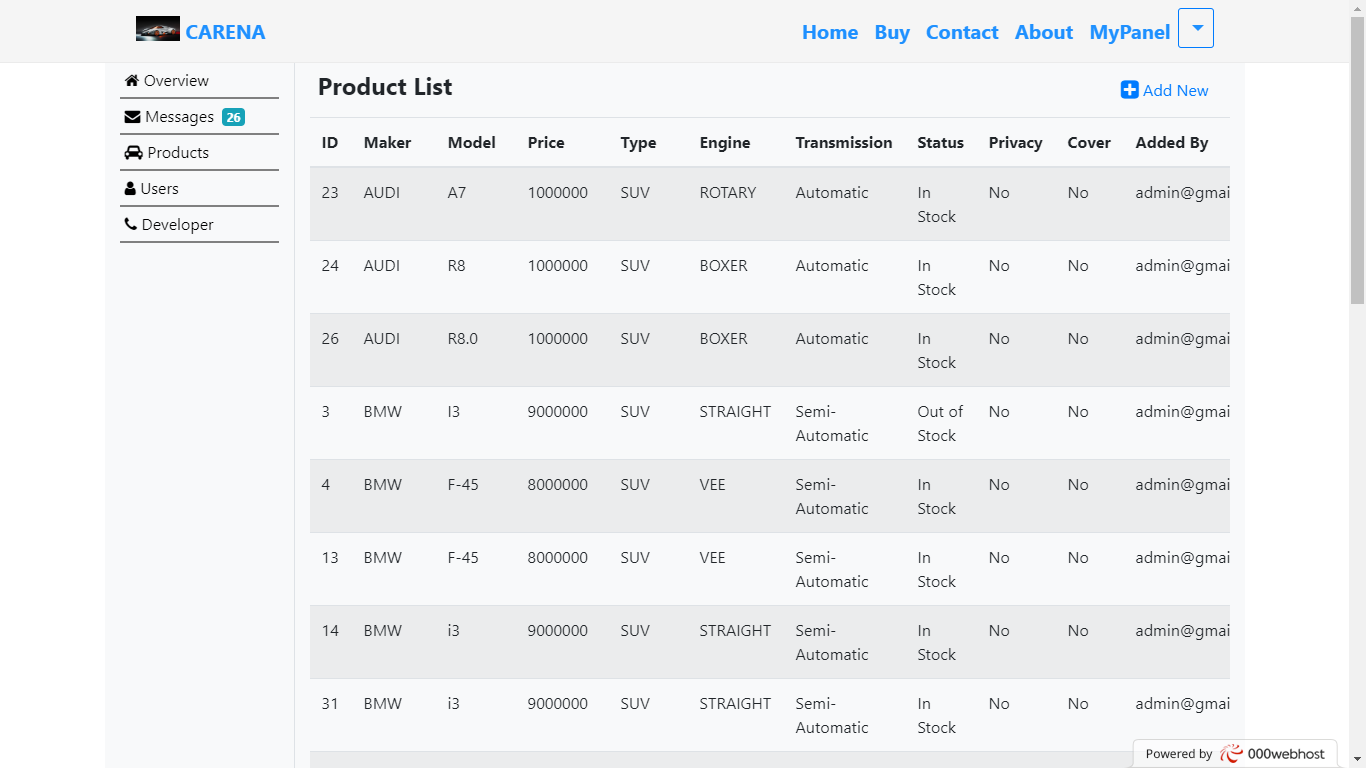 CARENA
Home Buy Contact About MyPanel
Overview
Messages 26
Products
Users
Developer
Product List
Add New
ID Maker Model Price Type Engine Transmission Status Privacy Cover Added By
23 AUDI A7 1000000 SUV ROTARY Automatic In Stock No No admin@gmai
24 AUDI R8 1000000 SUV BOXER Automatic In Stock No No admin@gmai
26 AUDI R8.0 1000000 SUV BOXER Automatic In Stock No No admin@gmai
3 BMW I3 9000000 SUV STRAIGHT Semi-Automatic Out of Stock No No admin@gmai
4 BMW F-45 8000000 SUV VEE Semi-Automatic In Stock No No admin@gmai
13 BMW F-45 8000000 SUV VEE Semi-Automatic In Stock No No admin@gmai
14 BMW i3 9000000 SUV STRAIGHT Semi-Automatic In Stock No No admin@gmai
31 BMW i3 9000000 SUV STRAIGHT Semi-Automatic In Stock No No admin@gmai
Powered by 000webhost